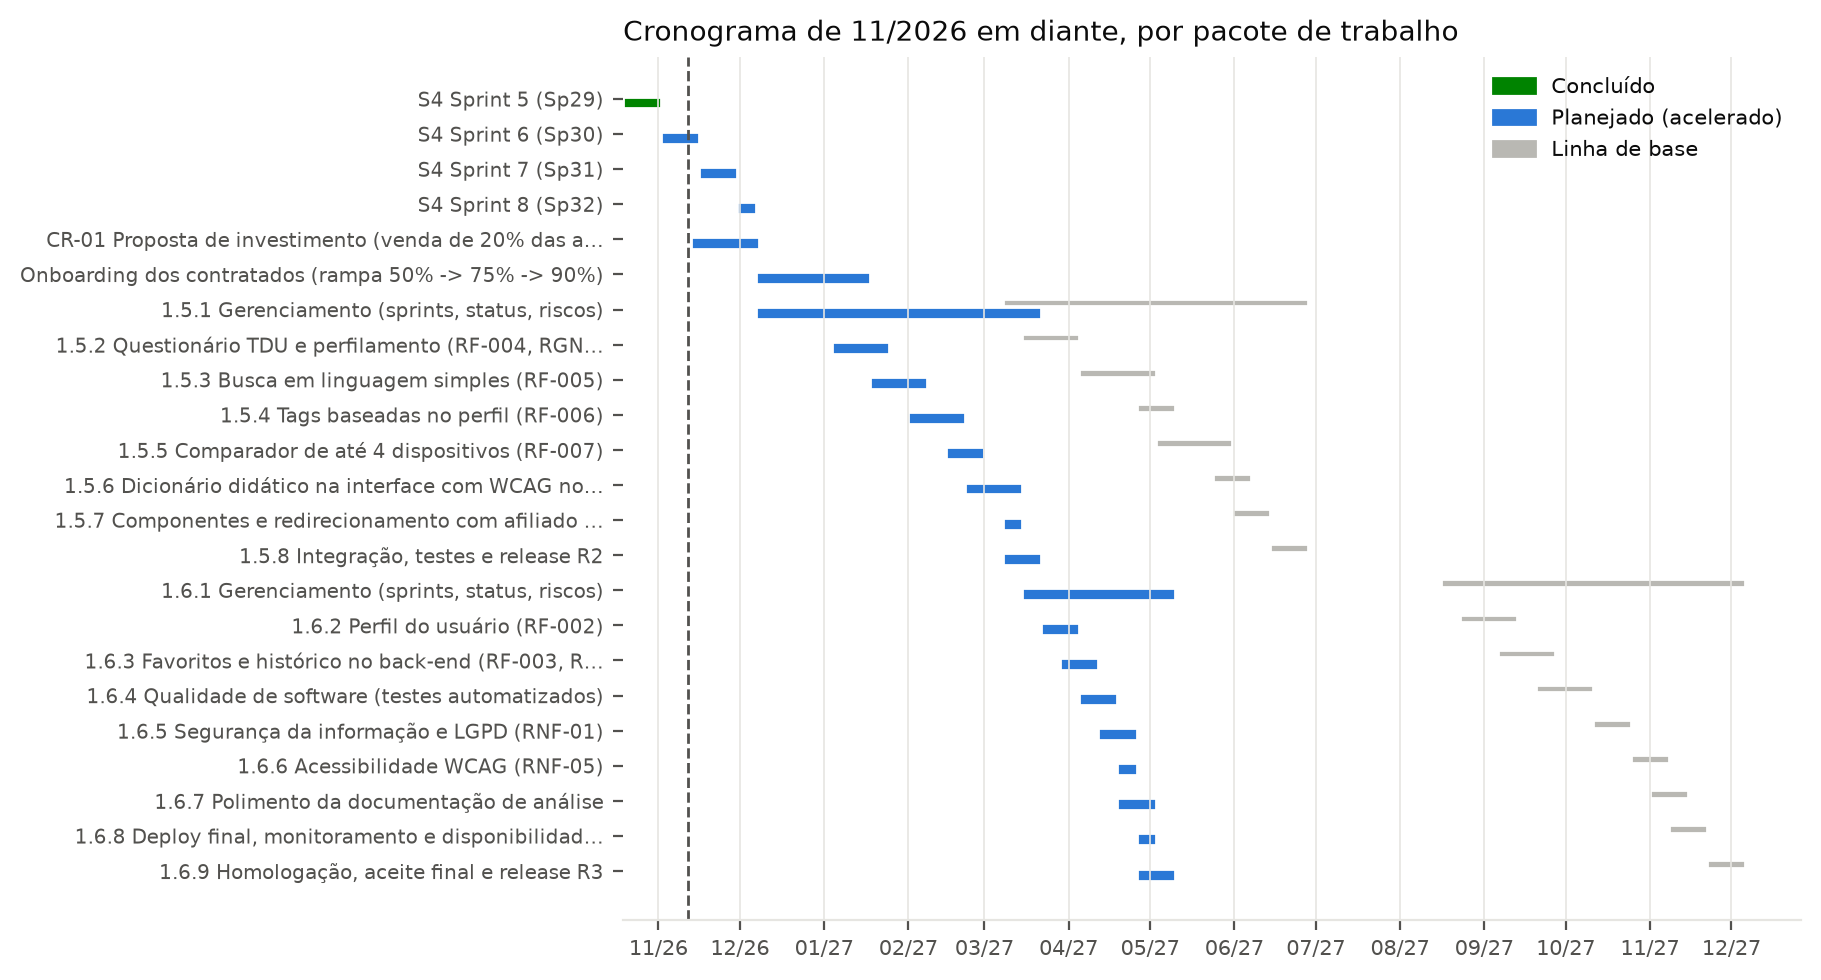 Cronograma de 11/2026 em diante, por pacote de trabalho
Concluído
Planejado (acelerado)
Linha de base
S4 Sprint 5 (Sp29)
S4 Sprint 6 (Sp30)
S4 Sprint 7 (Sp31)
S4 Sprint 8 (Sp32)
CR-01 Proposta de investimento (venda de 20% das a…
Onboarding dos contratados (rampa 50% -> 75% -> 90%)
1.5.1 Gerenciamento (sprints, status, riscos)
1.5.2 Questionário TDU e perfilamento (RF-004, RGN…
1.5.3 Busca em linguagem simples (RF-005)
1.5.4 Tags baseadas no perfil (RF-006)
1.5.5 Comparador de até 4 dispositivos (RF-007)
1.5.6 Dicionário didático na interface com WCAG no…
1.5.7 Componentes e redirecionamento com afiliado …
1.5.8 Integração, testes e release R2
1.6.1 Gerenciamento (sprints, status, riscos)
1.6.2 Perfil do usuário (RF-002)
1.6.3 Favoritos e histórico no back-end (RF-003, R…
1.6.4 Qualidade de software (testes automatizados)
1.6.5 Segurança da informação e LGPD (RNF-01)
1.6.6 Acessibilidade WCAG (RNF-05)
1.6.7 Polimento da documentação de análise
1.6.8 Deploy final, monitoramento e disponibilidad…
1.6.9 Homologação, aceite final e release R3
11/26 12/26 01/27 02/27 03/27 04/27 05/27 06/27 07/27 08/27 09/27 10/27 11/27 12/27